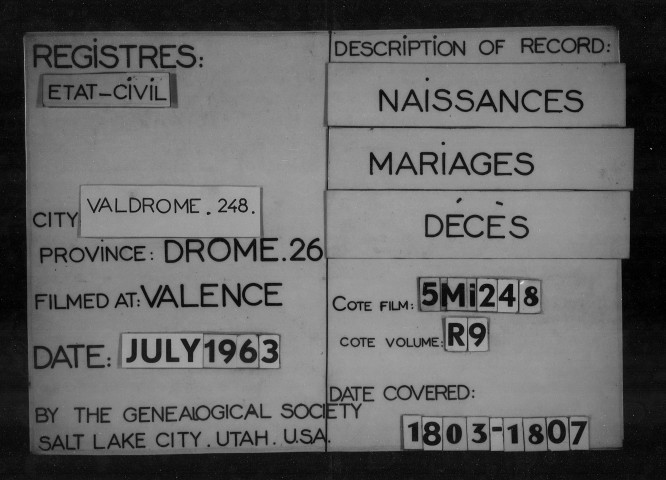 REGISTRES:
ETAT-CIVIL
CITY VALDROME. 248.
PROVINCE: DROME. 26
FILMED AT: VALENCE
DATE: JULY 1963
BY THE GENEALOGICAL SOCIETY
SALT LAKE CITY. UTAH. U.S.A.
DESCRIPTION OF RECORD:
NAISSANCES
MARIAGES
DÉCÈS
COTE FILM: 5Mi248
COTE VOLUME: R9
DATE COVERED:
1803-1807